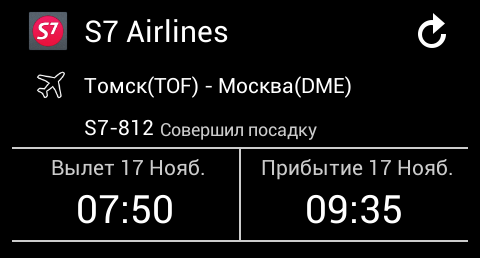 S7 S7 Airlines
Томск(TOF) - Москва(DME)
S7-812 Совершил посадку
Вылет 17 Нояб. Прибытие 17 Нояб.
07:50 09:35